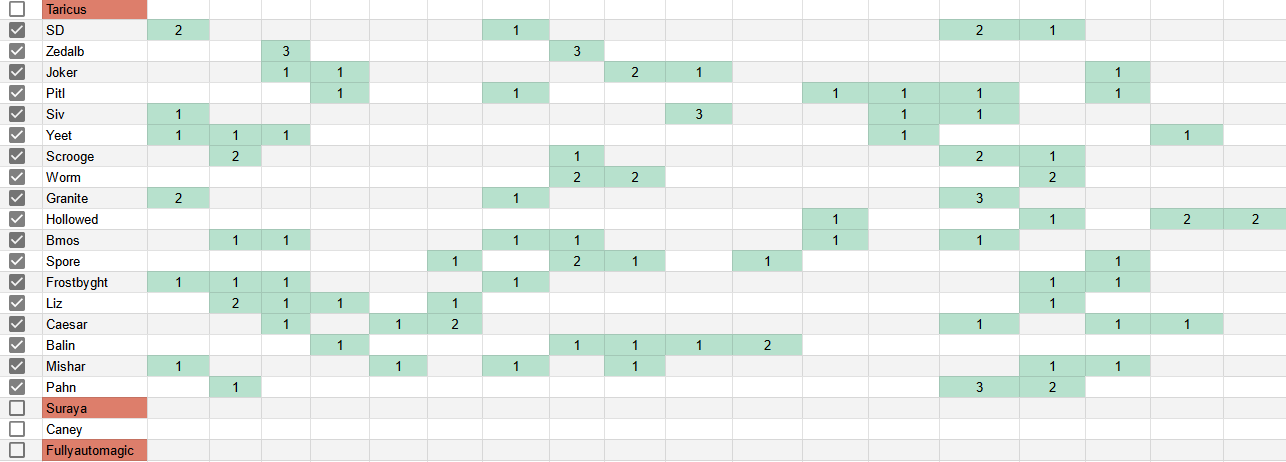 Taricus
SD 2 1 2 1
Zedalb 3 3
Joker 1 1 2 1 1
Pitl 1 1 1 1 1 1
Siv 1 3 1 1
Yeet 1 1 1 1 1
Scrooge 2 1 2 1
Worm 2 2 2
Granite 2 1 3
Hollowed 1 1 2 2
Bmos 1 1 1 1 1 1
Spore 1 2 1 1 1
Frostbyght 1 1 1 1 1 1
Liz 2 1 1 1 1
Caesar 1 1 2 1 1 1
Balin 1 1 1 1 2
Mishar 1 1 1 1 1 1
Pahn 1 3 2
Suraya
Caney
Fullyautomagic